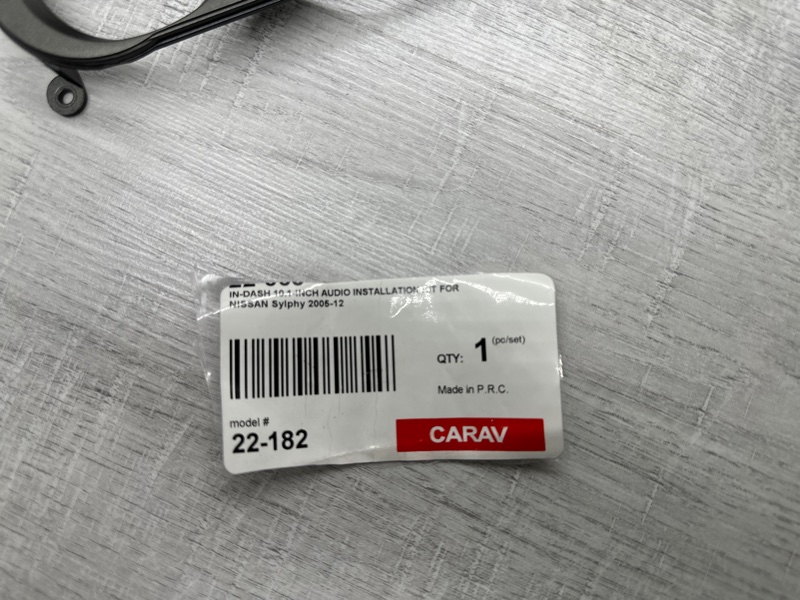 IN-DASH 10.1-INCH AUDIO INSTALLATION KIT FOR
NISSAN Sylphy 2005-12
QTY: 1 (pc/set)
Made in P.R.C.
model #
22-182
CARAV